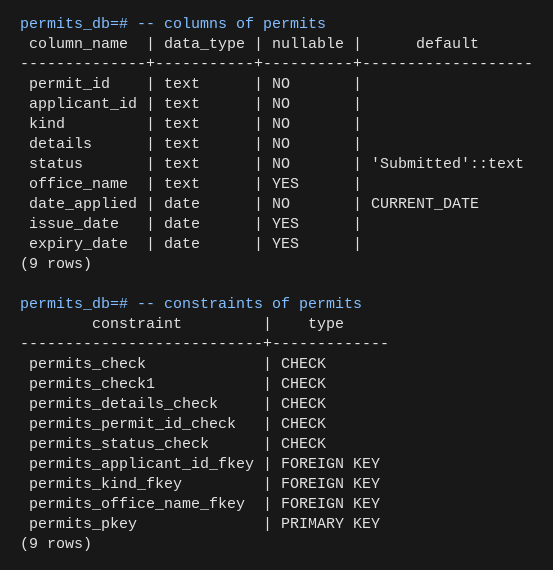 permits_db=# -- columns of permits
 column_name  | data_type | nullable |      default
--------------+-----------+----------+-------------------
 permit_id    | text      | NO       |
 applicant_id | text      | NO       |
 kind         | text      | NO       |
 details      | text      | NO       |
 status       | text      | NO       | 'Submitted'::text
 office_name  | text      | YES      |
 date_applied | date      | NO       | CURRENT_DATE
 issue_date   | date      | YES      |
 expiry_date  | date      | YES      |
(9 rows)

permits_db=# -- constraints of permits
        constraint         |    type
---------------------------+-------------
 permits_check             | CHECK
 permits_check1            | CHECK
 permits_details_check     | CHECK
 permits_permit_id_check   | CHECK
 permits_status_check      | CHECK
 permits_applicant_id_fkey | FOREIGN KEY
 permits_kind_fkey         | FOREIGN KEY
 permits_office_name_fkey  | FOREIGN KEY
 permits_pkey              | PRIMARY KEY
(9 rows)